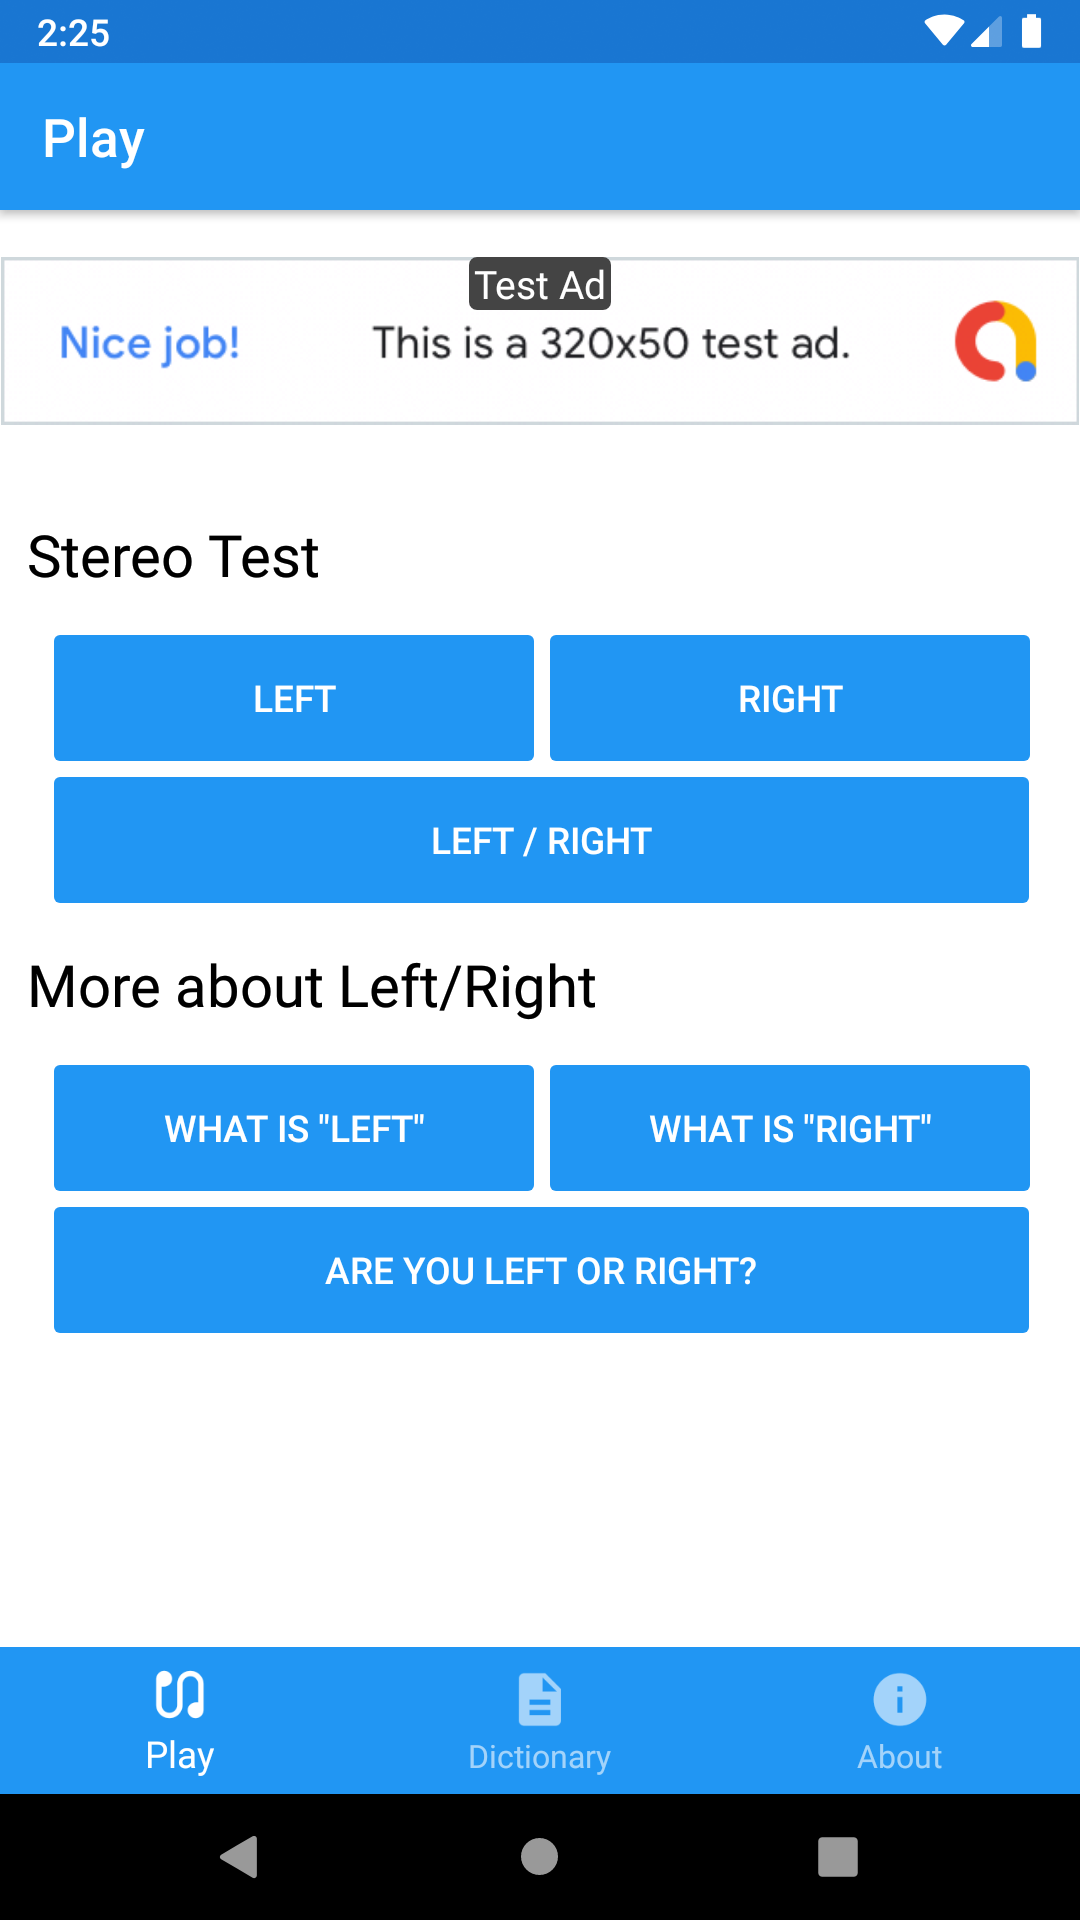 2:25
Play
Test Ad
Nice job! This is a 320x50 test ad.
Stereo Test
LEFT RIGHT
LEFT / RIGHT
More about Left/Right
WHAT IS "LEFT" WHAT IS "RIGHT"
ARE YOU LEFT OR RIGHT?
Play Dictionary About